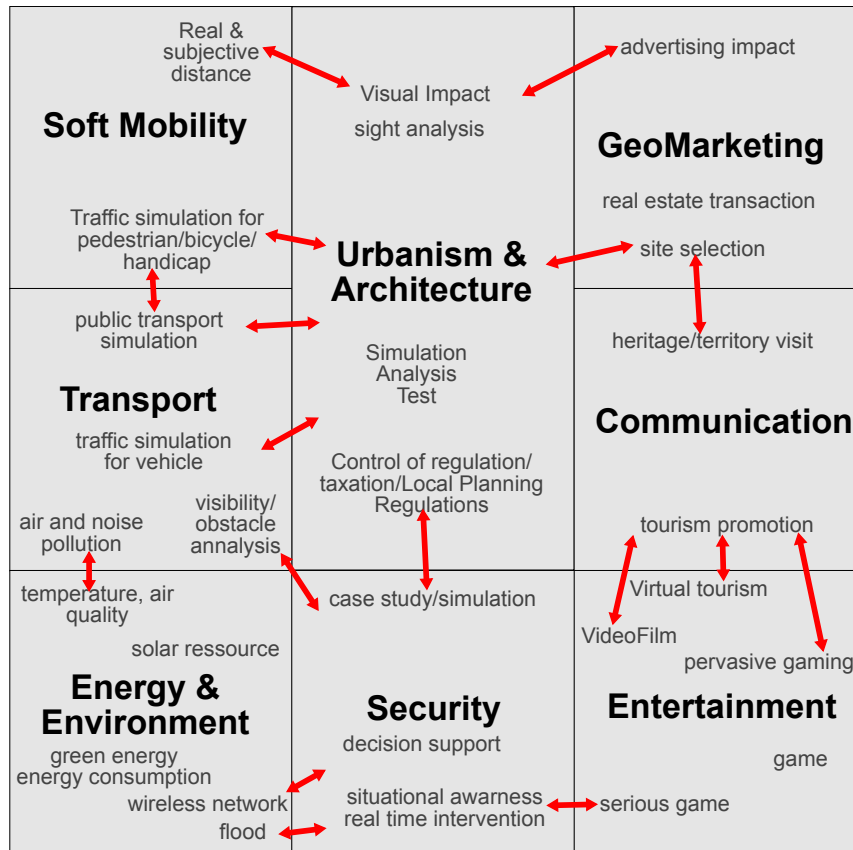 Real &
subjective
distance
Soft Mobility
Traffic simulation for
pedestrian/bicycle/
handicap
Visual Impact
sight analysis
Urbanism &
Architecture
Simulation
Analysis
Test
Control of regulation/
taxation/Local Planning
Regulations
advertising impact
GeoMarketing
real estate transaction
site selection
public transport
simulation
Transport
traffic simulation
for vehicle
visibility/
obstacle
annalysis
air and noise
pollution
heritage/territory visit
Communication
tourism promotion
temperature, air
quality
solar ressource
Energy &
Environment
green energy
energy consumption
wireless network
flood
case study/simulation
Security
decision support
situational awarness
real time intervention
Virtual tourism
VideoFilm
pervasive gaming
Entertainment
game
serious game